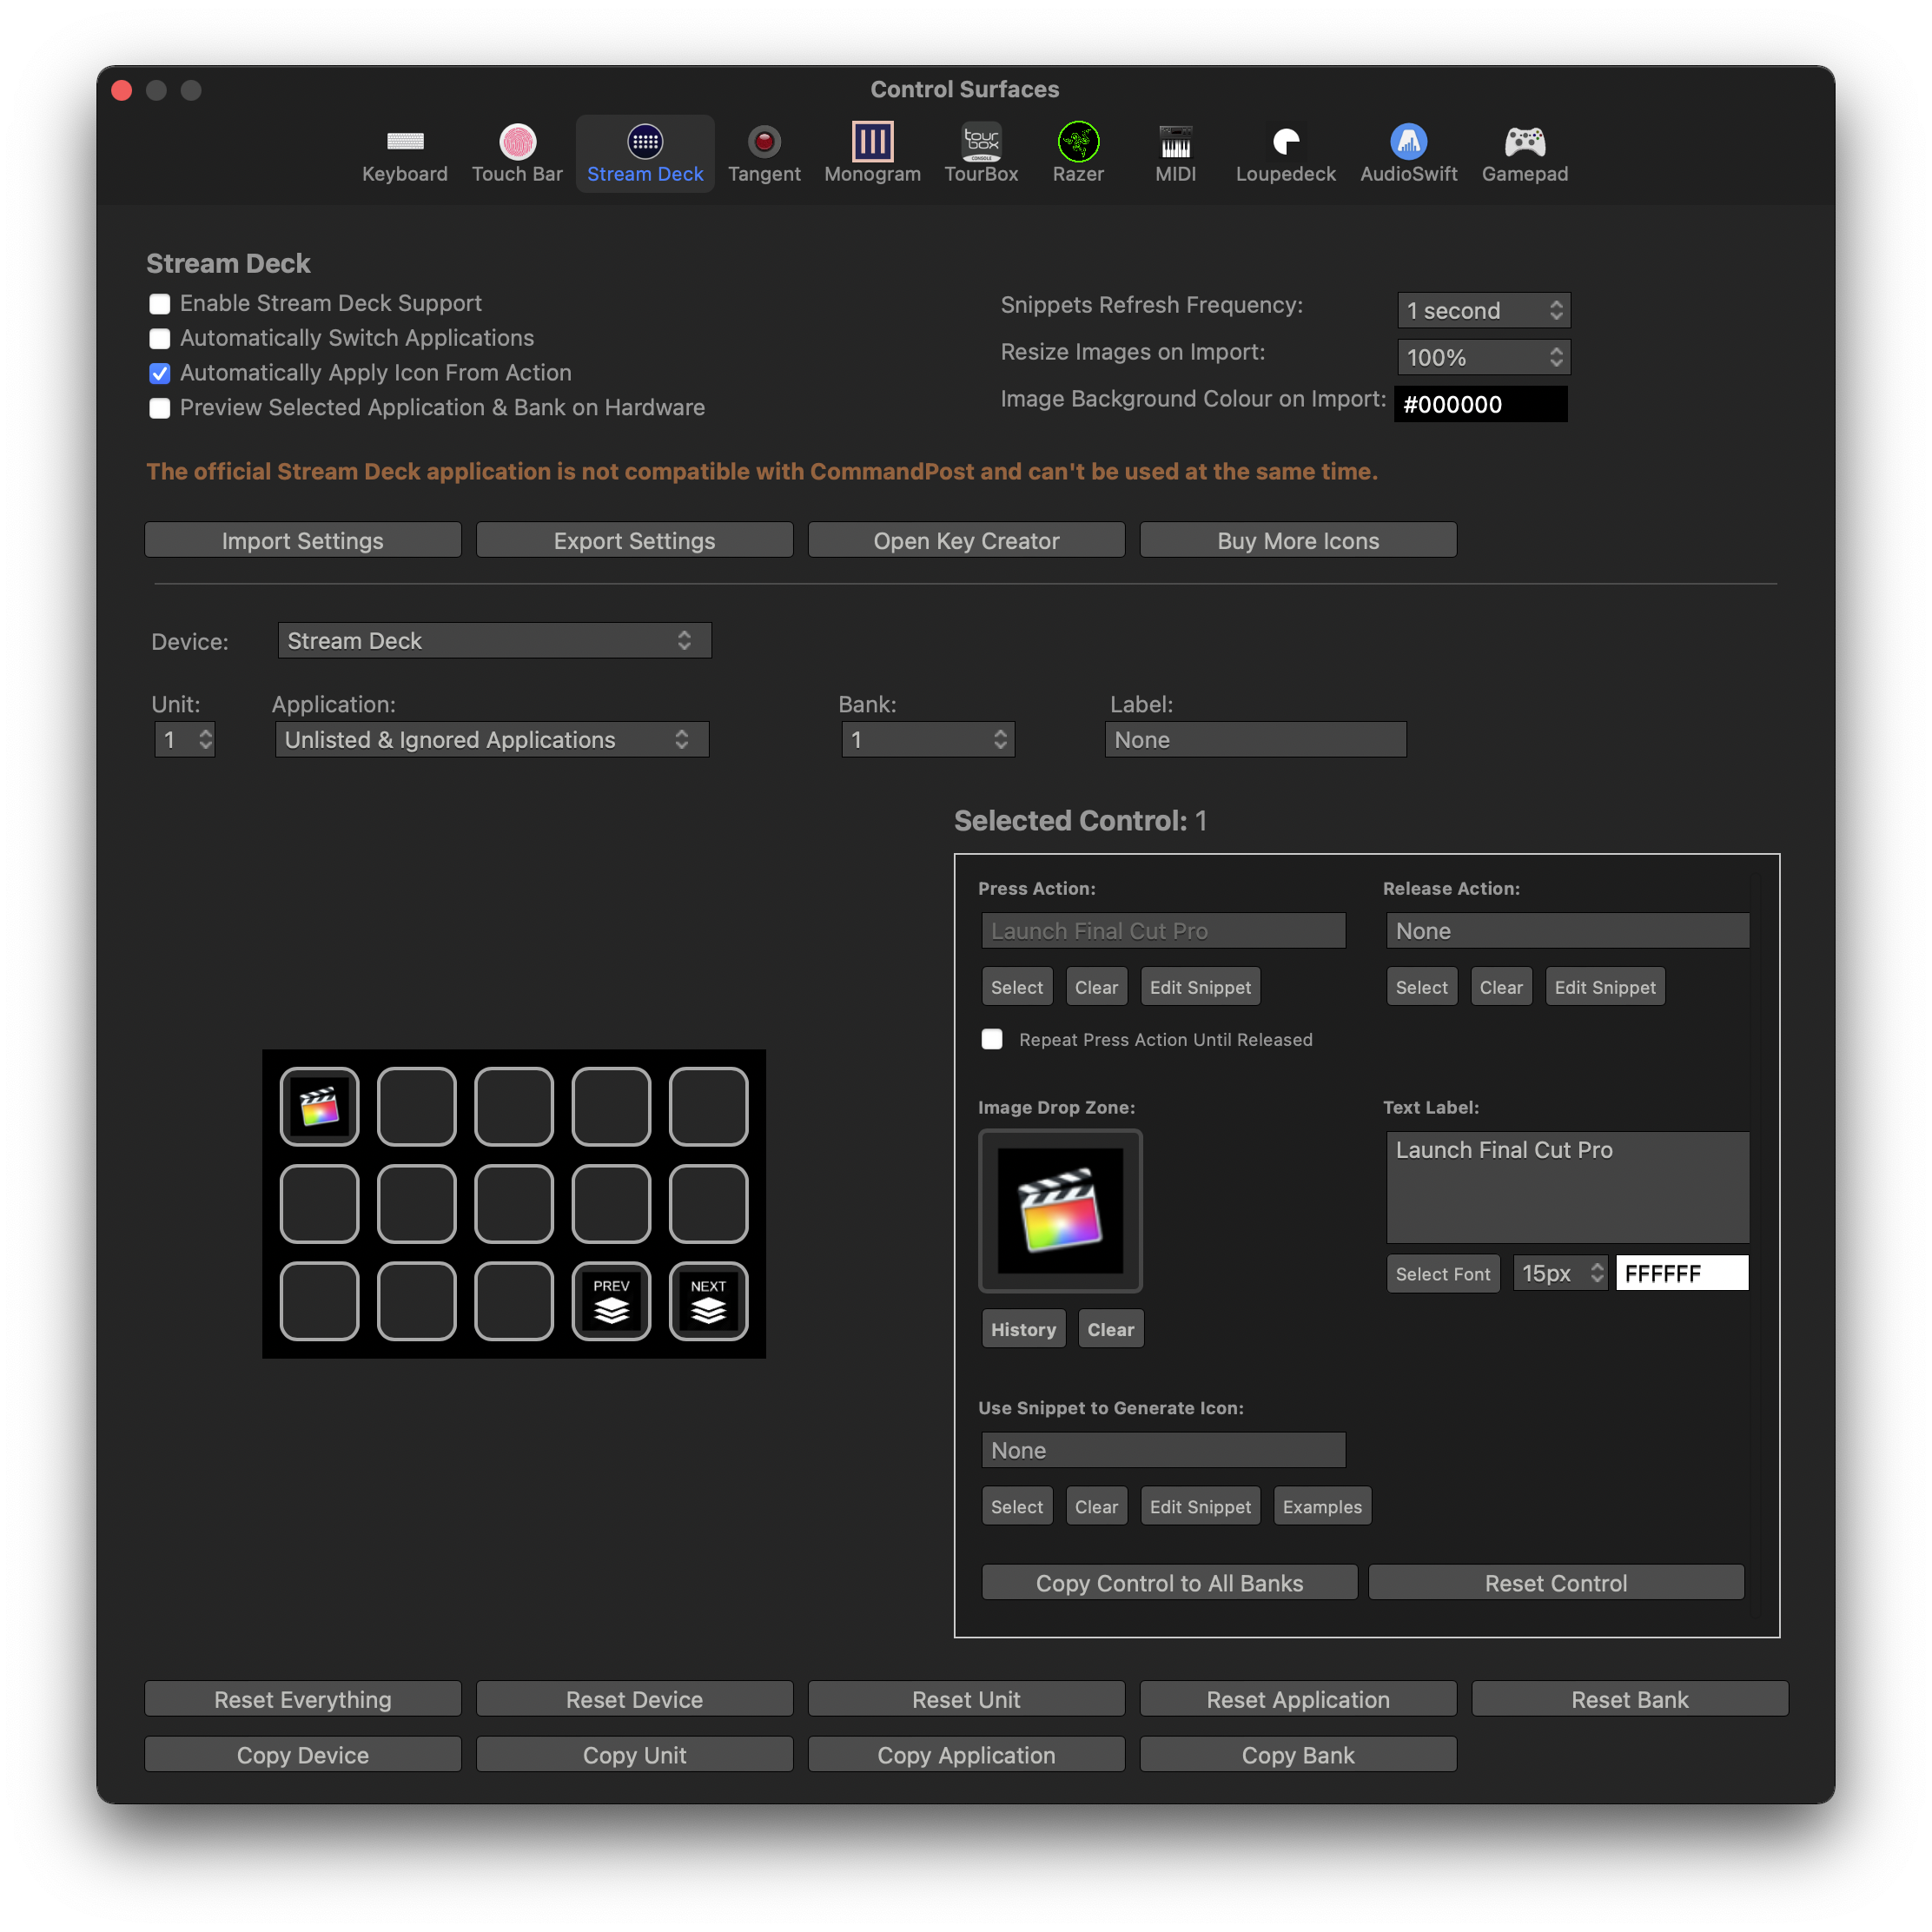 Control Surfaces
Keyboard Touch Bar Stream Deck Tangent Monogram TourBox Razer MIDI Loupedeck AudioSwift Gamepad
tour
box
CONSOLE
Stream Deck
Enable Stream Deck Support
Automatically Switch Applications
Automatically Apply Icon From Action
Preview Selected Application & Bank on Hardware
Snippets Refresh Frequency: 1 second
Resize Images on Import: 100%
Image Background Colour on Import: #000000
The official Stream Deck application is not compatible with CommandPost and can't be used at the same time.
Import Settings Export Settings Open Key Creator Buy More Icons
Device: Stream Deck
Unit: Application: Bank: Label:
1 Unlisted & Ignored Applications 1 None
Selected Control: 1
Press Action: Release Action:
Launch Final Cut Pro None
Select Clear Edit Snippet Select Clear Edit Snippet
Repeat Press Action Until Released
Image Drop Zone: Text Label:
Launch Final Cut Pro
Select Font 15px FFFFFF
History Clear
PREV NEXT
Use Snippet to Generate Icon:
None
Select Clear Edit Snippet Examples
Copy Control to All Banks Reset Control
Reset Everything Reset Device Reset Unit Reset Application Reset Bank
Copy Device Copy Unit Copy Application Copy Bank